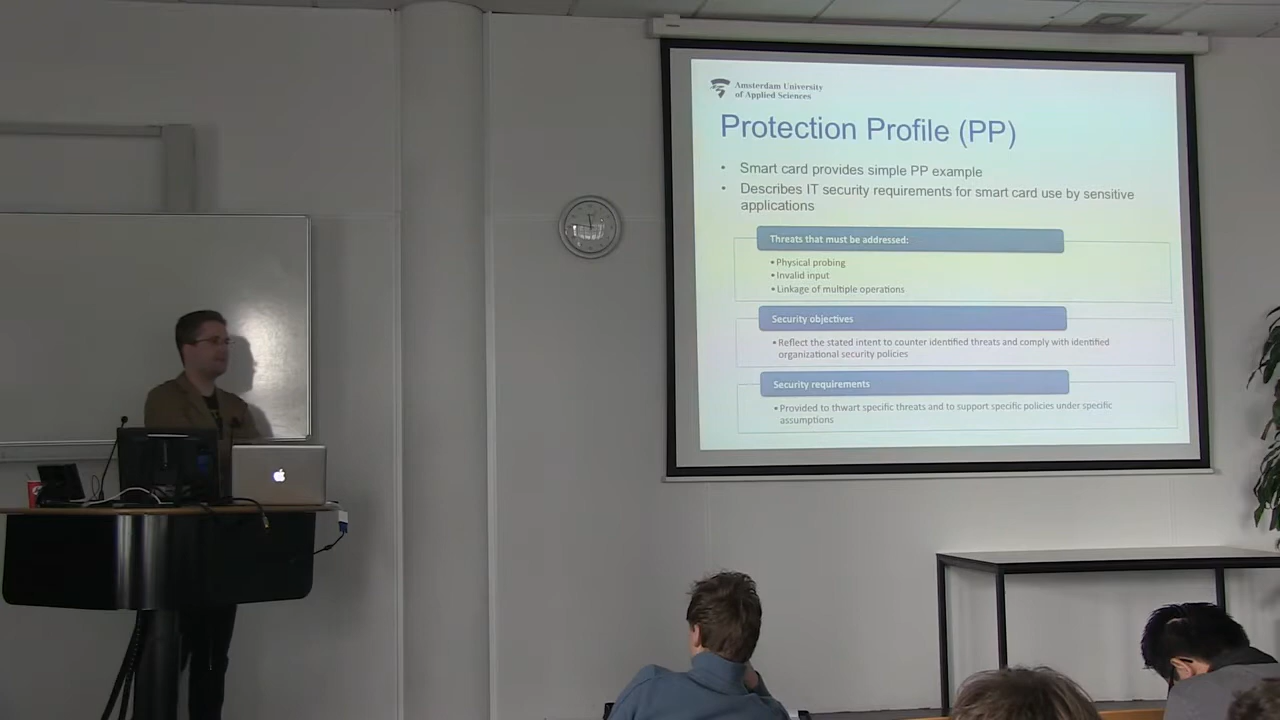 Amsterdam University
of Applied Sciences
Protection Profile (PP)
• Smart card provides simple PP example
• Describes IT security requirements for smart card use by sensitive
applications
Threats that must be addressed:
• Physical probing
• Invalid input
• Linkage of multiple operations
Security objectives
• Reflect the stated intent to counter identified threats and comply with identified
organizational security policies
Security requirements
• Provided to thwart specific threats and to support specific policies under specific
assumptions